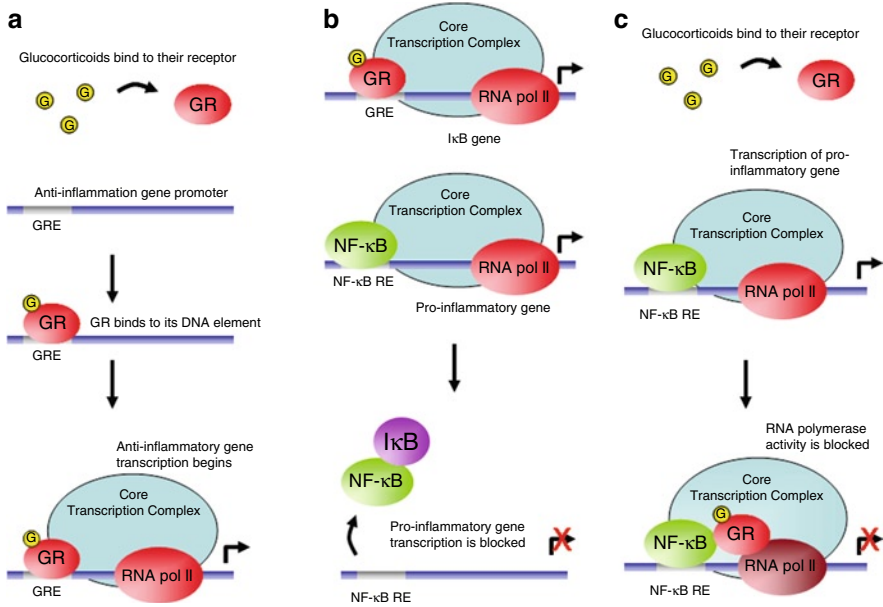 a
Glucocorticoids bind to their receptor
G
G
G
GR
Anti-inflammation gene promoter
GRE
G
GR
GR binds to its DNA element
GRE
Anti-inflammatory gene
transcription begins
Core
Transcription Complex
G
GR
RNA pol II
GRE
b
Core
Transcription Complex
G
GR
RNA pol II
GRE
IκB gene
Core
Transcription Complex
NF-κB
RNA pol II
NF-κB RE
Pro-inflammatory gene
IκB
NF-κB
Pro-inflammatory gene
transcription is blocked
X
NF-κB RE
c
Glucocorticoids bind to their receptor
G
G
G
GR
Transcription of pro-
inflammatory gene
Core
Transcription Complex
NF-κB
RNA pol II
NF-κB RE
RNA polymerase
activity is blocked
Core
Transcription Complex
G
GR
NF-κB
X
RNA pol II
NF-κB RE